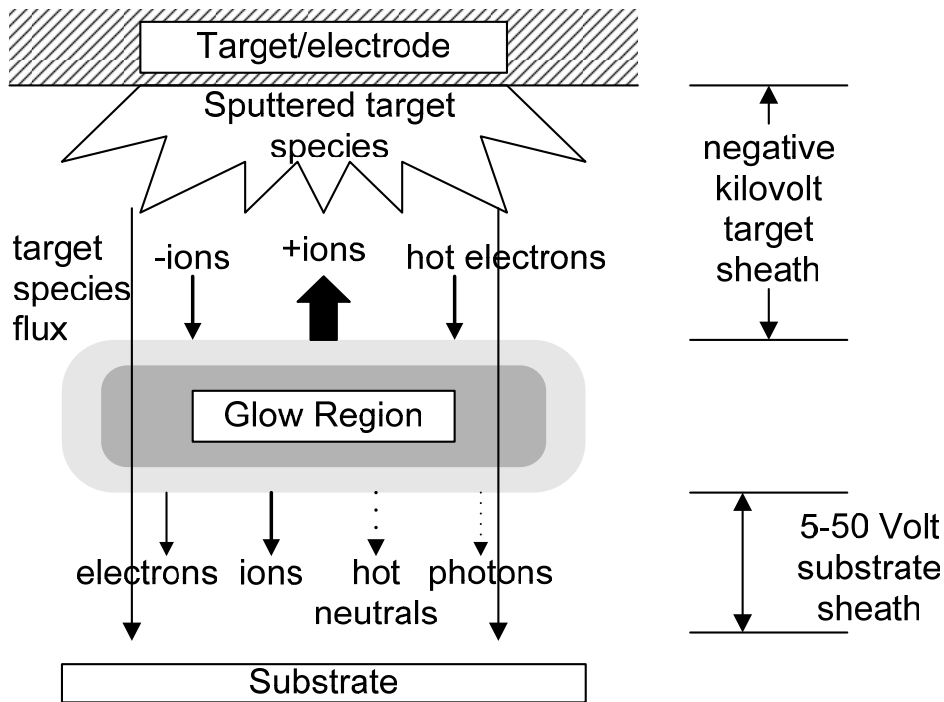 Target/electrode
Sputtered target
species
negative
kilovolt
target
sheath
target
species
flux
-ions
+ions
hot electrons
Glow Region
electrons
ions
hot
neutrals
photons
5-50 Volt
substrate
sheath
Substrate